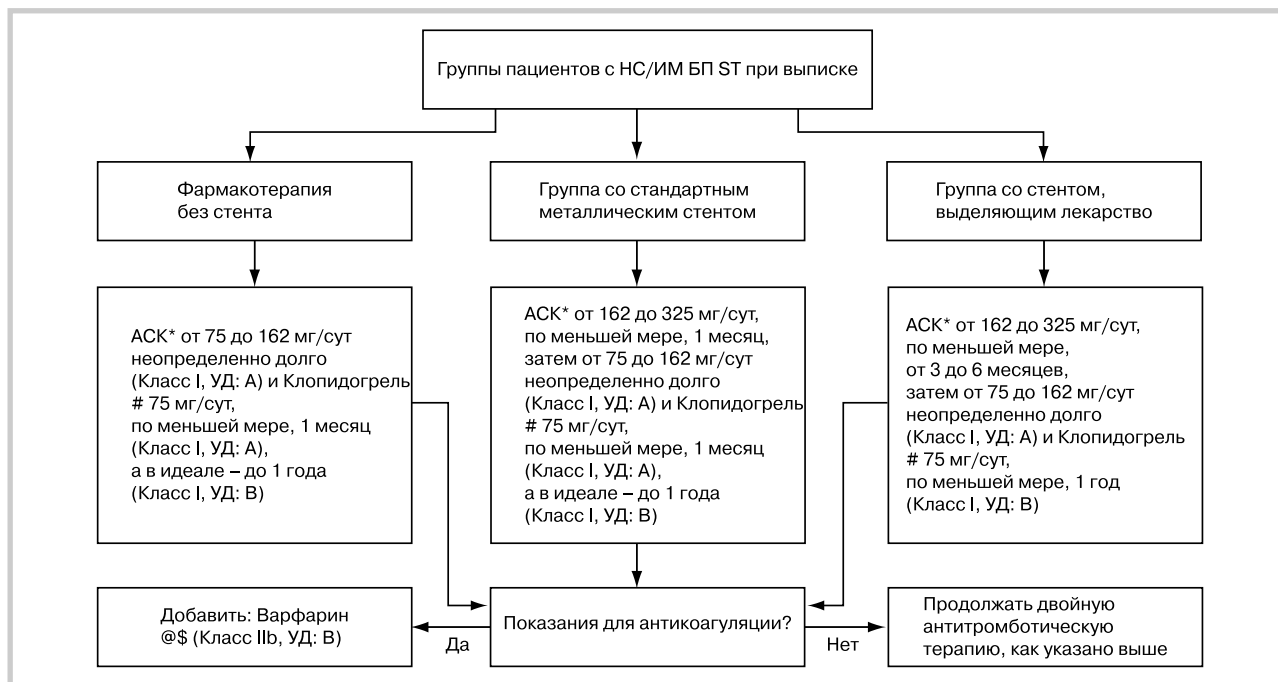 Группы пациентов с НС/ИМ БП ST при выписке
Фармакотерапия
без стента
Группа со стандартным
металлическим стентом
Группа со стентом,
выделяющим лекарство
АСК* от 75 до 162 мг/сут
неопределенно долго
(Класс I, УД: А) и Клопидогрель
# 75 мг/сут,
по меньшей мере, 1 месяц
(Класс I, УД: А),
а в идеале – до 1 года
(Класс I, УД: В)
АСК* от 162 до 325 мг/сут,
по меньшей мере, 1 месяц,
затем от 75 до 162 мг/сут
неопределенно долго
(Класс I, УД: А) и Клопидогрель
# 75 мг/сут,
по меньшей мере, 1 месяц
(Класс I, УД: А),
а в идеале – до 1 года
(Класс I, УД: В)
АСК* от 162 до 325 мг/сут,
по меньшей мере,
от 3 до 6 месяцев,
затем от 75 до 162 мг/сут
неопределенно долго
(Класс I, УД: А) и Клопидогрель
# 75 мг/сут,
по меньшей мере, 1 год
(Класс I, УД: В)
Добавить: Варфарин
@$ (Класс IIb, УД: В)
Да
Показания для антикоагуляции?
Нет
Продолжать двойную
антитромботическую
терапию, как указано выше